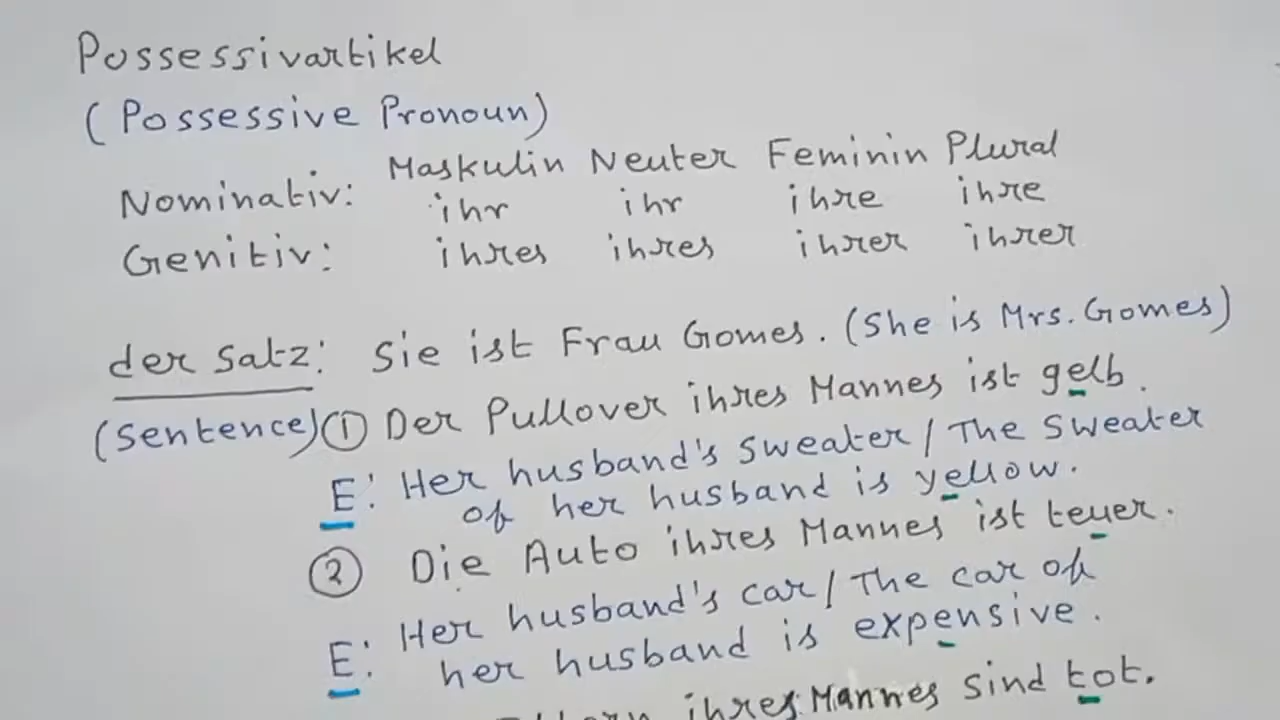 Possessivartikel
(Possessive Pronoun)
Maskulin Neuter Feminin Plural
Nominativ: ihr ihr ihre ihre
Genitiv: ihres ihres ihrer ihrer
der Satz: Sie ist Frau Gomes. (She is Mrs. Gomes)
(Sentence) ① Der Pullover ihres Mannes ist gelb.
E: Her husband's sweater/The sweater
of her husband is yellow.
② Die Auto ihres Mannes ist teuer.
E: Her husband's car/The car of
her husband is expensive.
ihres Mannes sind tot.